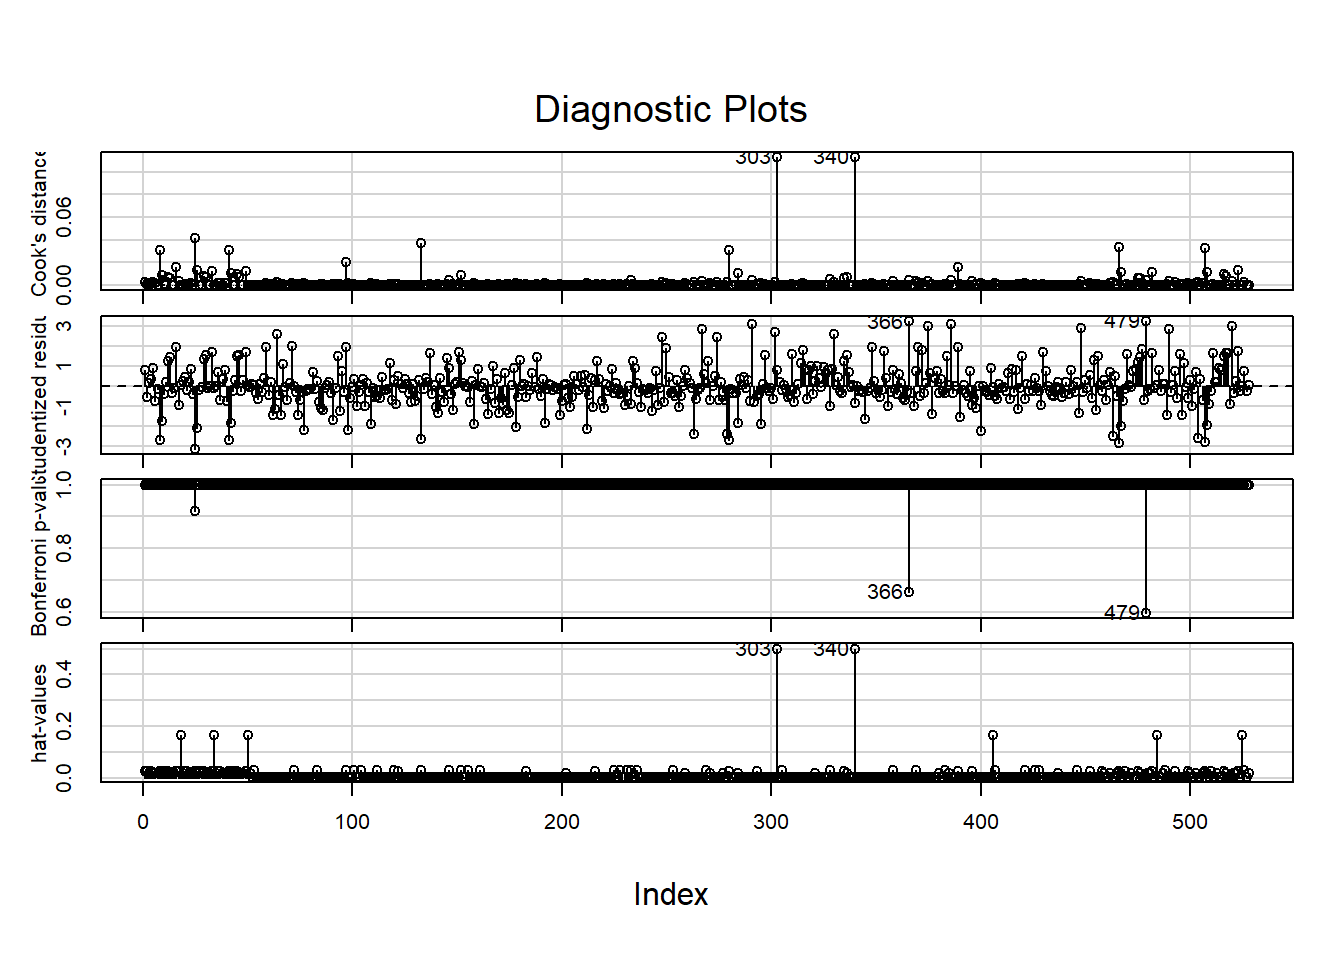 Diagnostic Plots
Cook's distance
0.00 0.06
303 340
studentized residu
-3 -1 1 3
366 479
Bonferroni p-valu
0.6 0.8 1.0
366
479
hat-values
0.0 0.2 0.4
303 340
0 100 200 300 400 500
Index